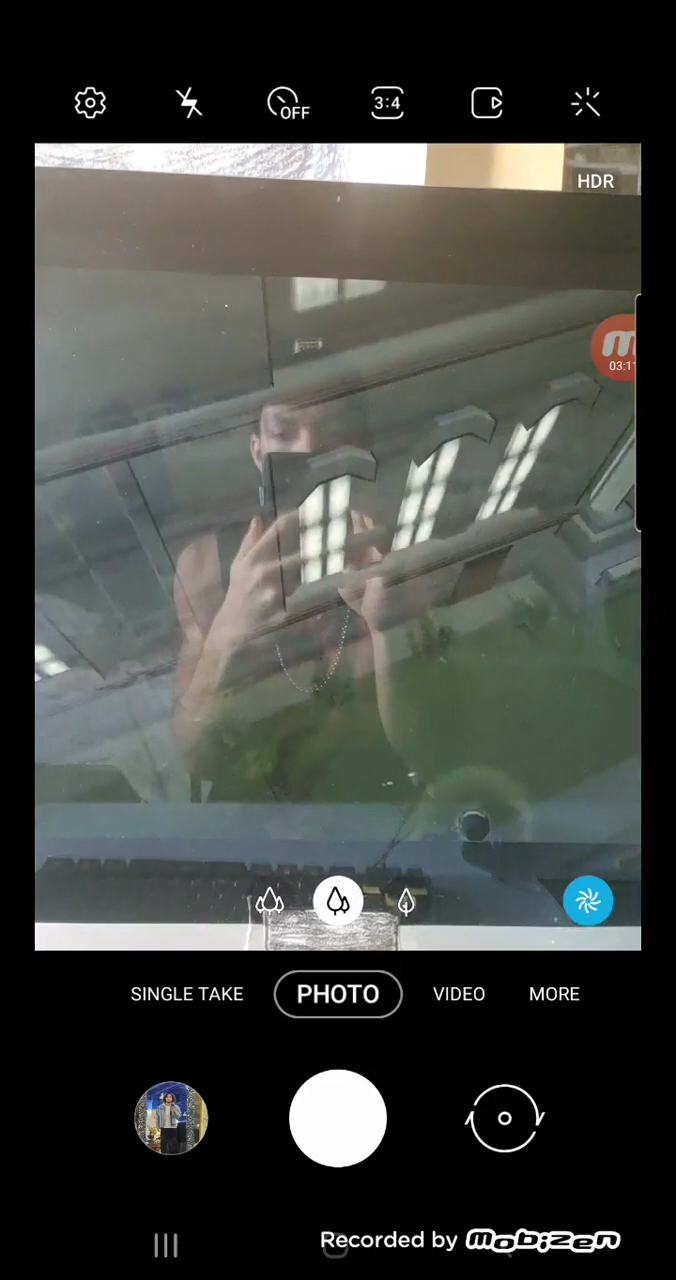 OFF
3:4
HDR
03:11
SINGLE TAKE
PHOTO
VIDEO
MORE
Recorded by mobizen